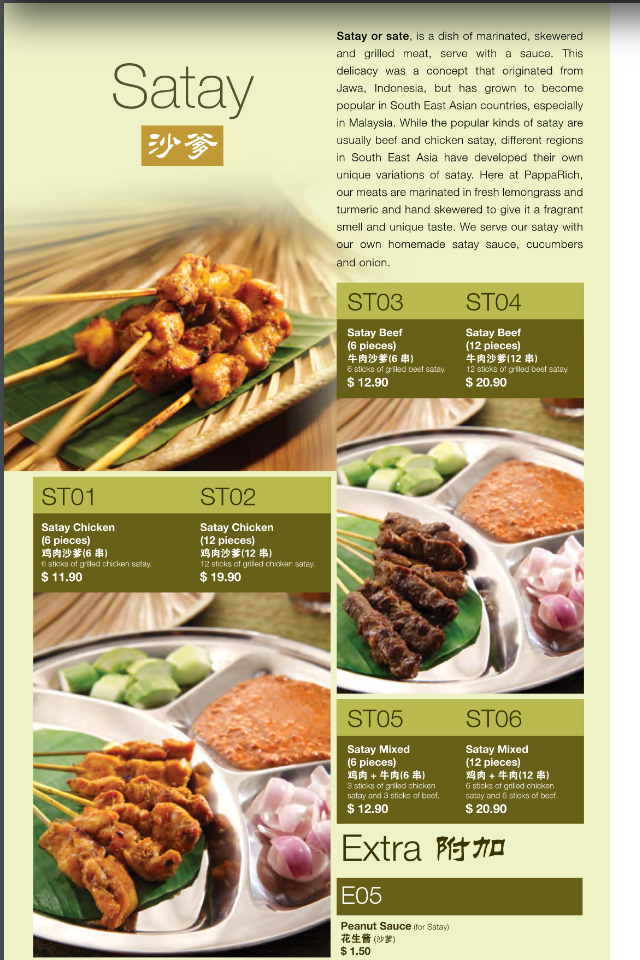 Satay
沙爹
Satay or sate, is a dish of marinated, skewered
and grilled meat, serve with a sauce. This
delicacy was a concept that originated from
Jawa, Indonesia, but has grown to become
popular in South East Asian countries, especially
in Malaysia. While the popular kinds of satay are
usually beef and chicken satay, different regions
in South East Asia have developed their own
unique variations of satay. Here at PappaRich,
our meats are marinated in fresh lemongrass and
turmeric and hand skewered to give it a fragrant
smell and unique taste. We serve our satay with
our own homemade satay sauce, cucumbers
and onion.
ST01
Satay Chicken
(6 pieces)
鸡肉沙爹(6 串)
6 sticks of grilled chicken satay.
$ 11.90
ST02
Satay Chicken
(12 pieces)
鸡肉沙爹(12 串)
12 sticks of grilled chicken satay.
$ 19.90
ST03
Satay Beef
(6 pieces)
牛肉沙爹(6 串)
6 sticks of grilled beef satay.
$ 12.90
ST04
Satay Beef
(12 pieces)
牛肉沙爹(12 串)
12 sticks of grilled beef satay.
$ 20.90
ST05
Satay Mixed
(6 pieces)
鸡肉 + 牛肉(6 串)
3 sticks of grilled chicken
satay and 3 sticks of beef.
$ 12.90
ST06
Satay Mixed
(12 pieces)
鸡肉 + 牛肉(12 串)
6 sticks of grilled chicken
satay and 6 sticks of beef.
$ 20.90
Extra 附加
E05
Peanut Sauce (for Satay)
花生酱 (沙爹)
$ 1.50